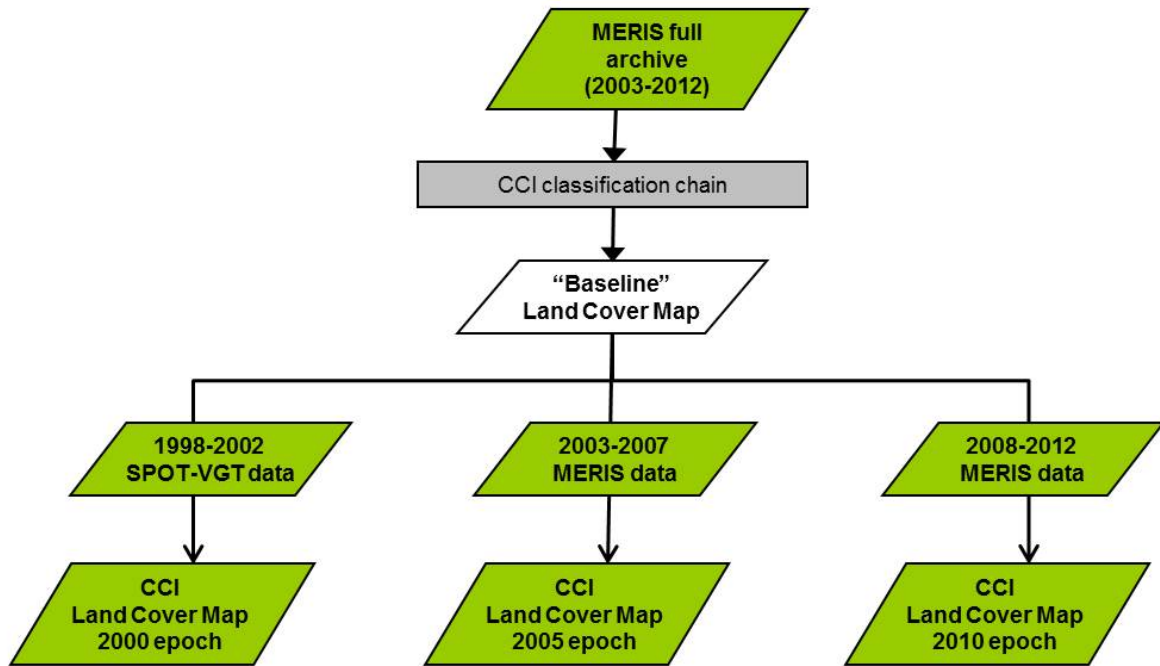 MERIS full
archive
(2003-2012)
CCI classification chain
“Baseline”
Land Cover Map
1998-2002
SPOT-VGT data
2003-2007
MERIS data
2008-2012
MERIS data
CCI
Land Cover Map
2000 epoch
CCI
Land Cover Map
2005 epoch
CCI
Land Cover Map
2010 epoch